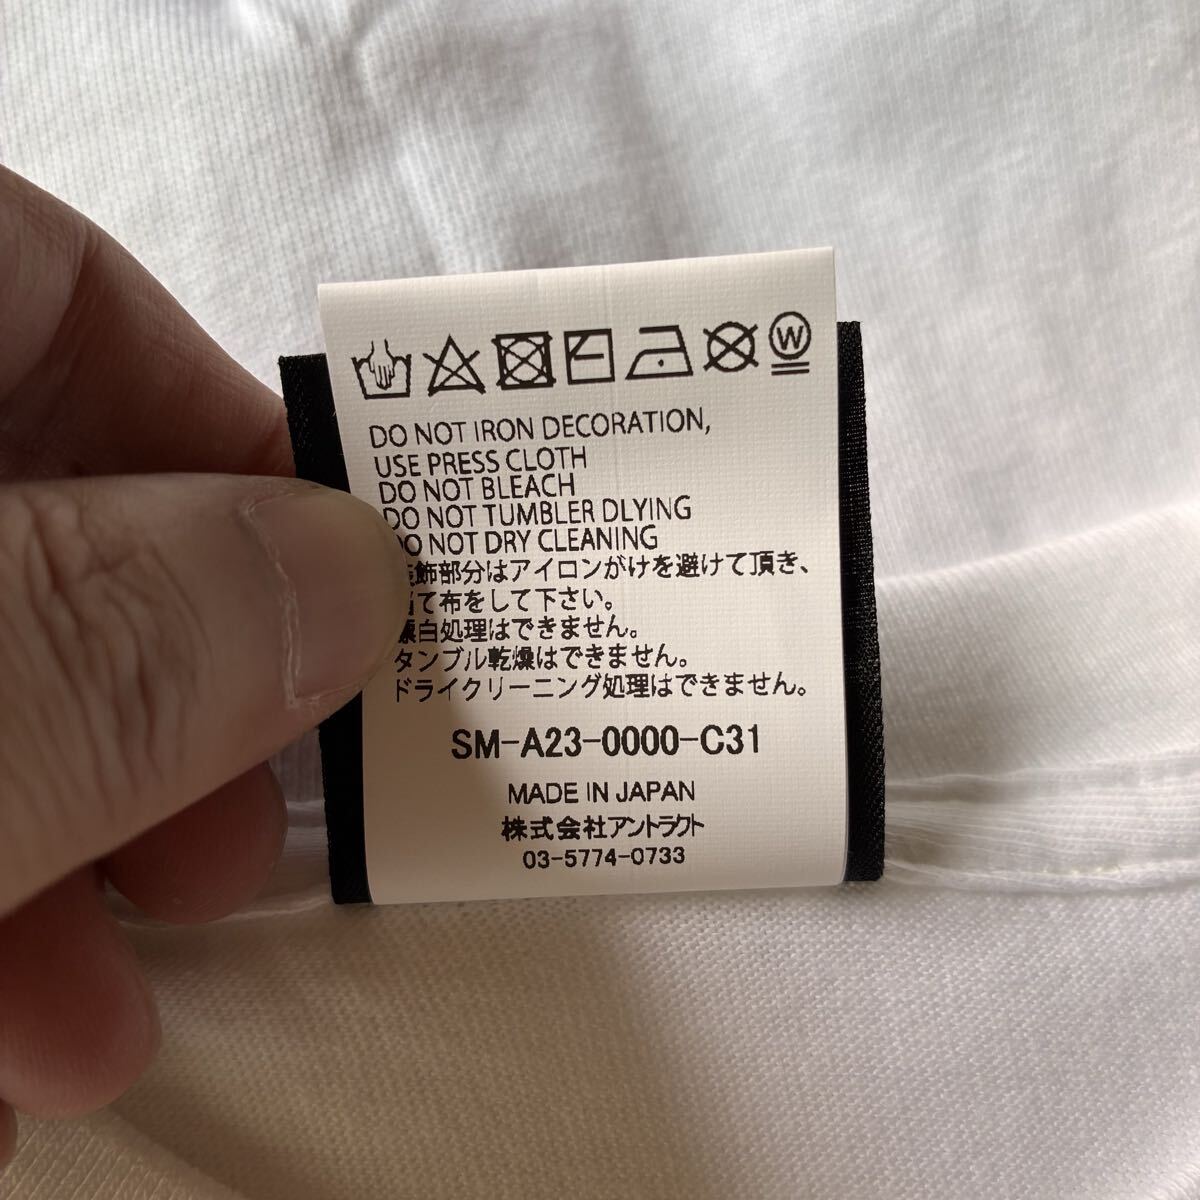 W
DO NOT IRON DECORATION,
USE PRESS CLOTH
DO NOT BLEACH
DO NOT TUMBLER DLYING
DO NOT DRY CLEANING
装飾部分はアイロンがけを避けて頂き、
当て布をして下さい。
漂白処理はできません。
タンブル乾燥はできません。
ドライクリーニング処理はできません。
SM-A23-0000-C31
MADE IN JAPAN
株式会社アントラクト
03-5774-0733